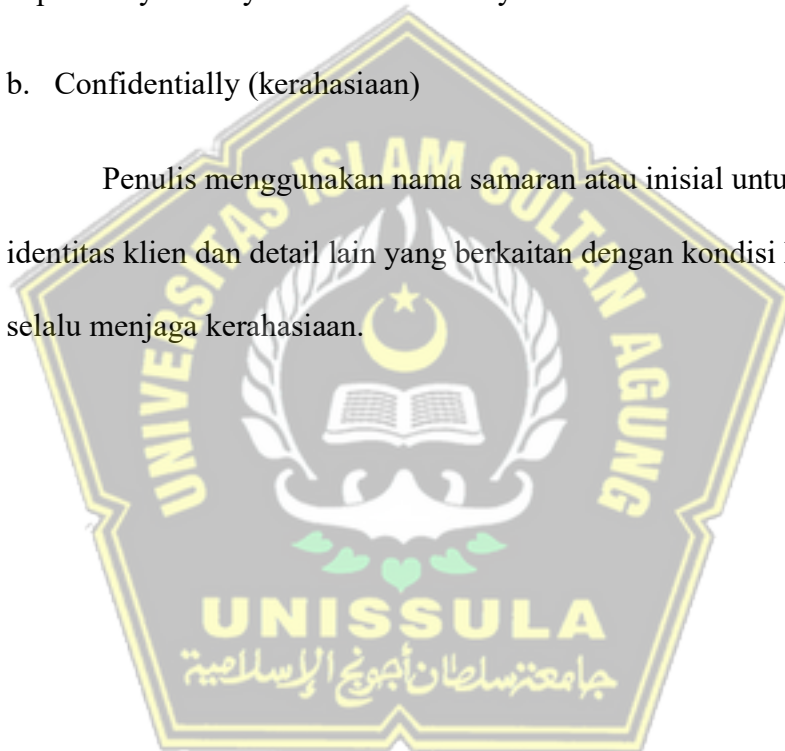 b. Confidentially (kerahasiaan)
Penulis menggunakan nama samaran atau inisial
identitas klien dan detail lain yang berkaitan dengan kondisi
selalu menjaga kerahasiaan.
UNIVERSITAS ISLAM SULTAN AGUNG
UNISSULA
جامعة سلطان أجونج الإسلامية